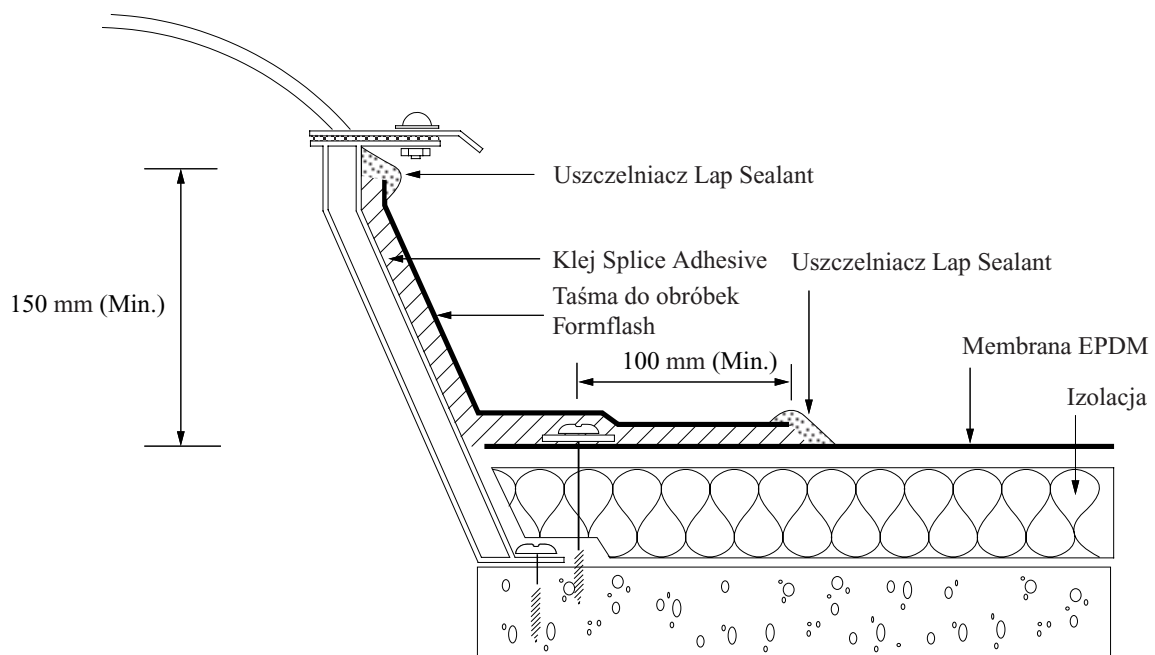 Uszczelniacz Lap Sealant
Klej Splice Adhesive
Uszczelniacz Lap Sealant
Taśma do obróbek
Formflash
150 mm (Min.)
100 mm (Min.)
Membrana EPDM
Izolacja